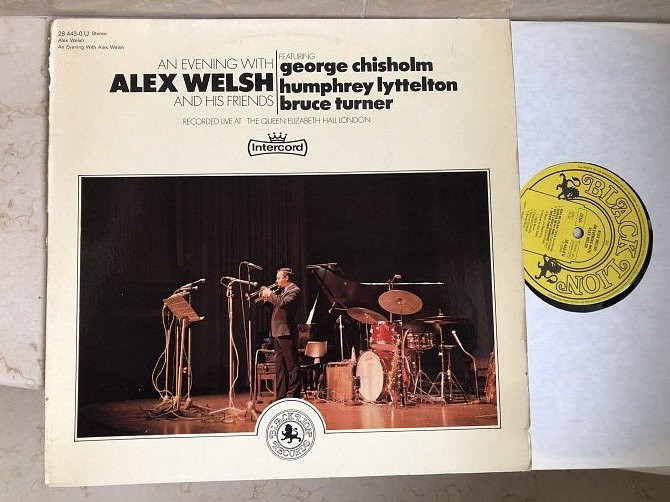 28 443-0 U Stereo
Alex Welsh
An Evening With Alex Welsh
AN EVENING WITH
ALEX WELSH
AND HIS FRIENDS
FEATURING
george chisholm
humphrey lyttelton
bruce turner
RECORDED LIVE AT THE QUEEN ELIZABETH HALL LONDON
Intercord
BLACK LION
RECORDS
BLACK LION